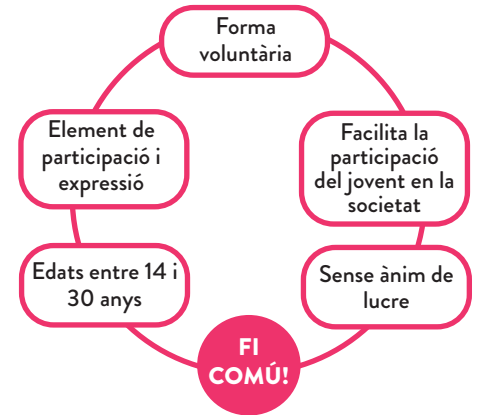 Forma
voluntària
Element de
participació i
expressió
Facilita la
participació
del jovent en la
societat
Edats entre 14 i
30 anys
Sense ànim de
lucre
FI
COMÚ!